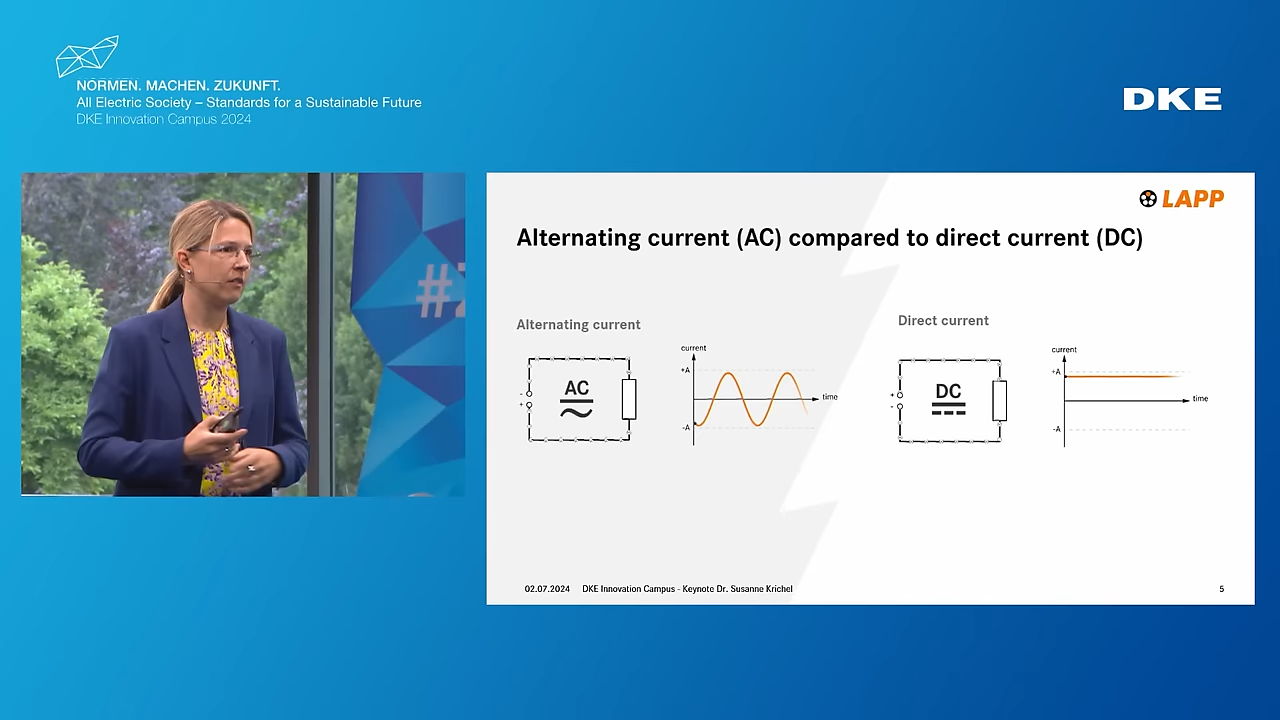 NORMEN. MACHEN. ZUKUNFT.
All Electric Society – Standards for a Sustainable Future
DKE Innovation Campus 2024
DKE
LAPP
Alternating current (AC) compared to direct current (DC)
Alternating current
Direct current
AC
current
+A
-A
time
-
+
DC
current
+A
-A
time
+
-
02.07.2024 DKE Innovation Campus - Keynote Dr. Susanne Krichel
5